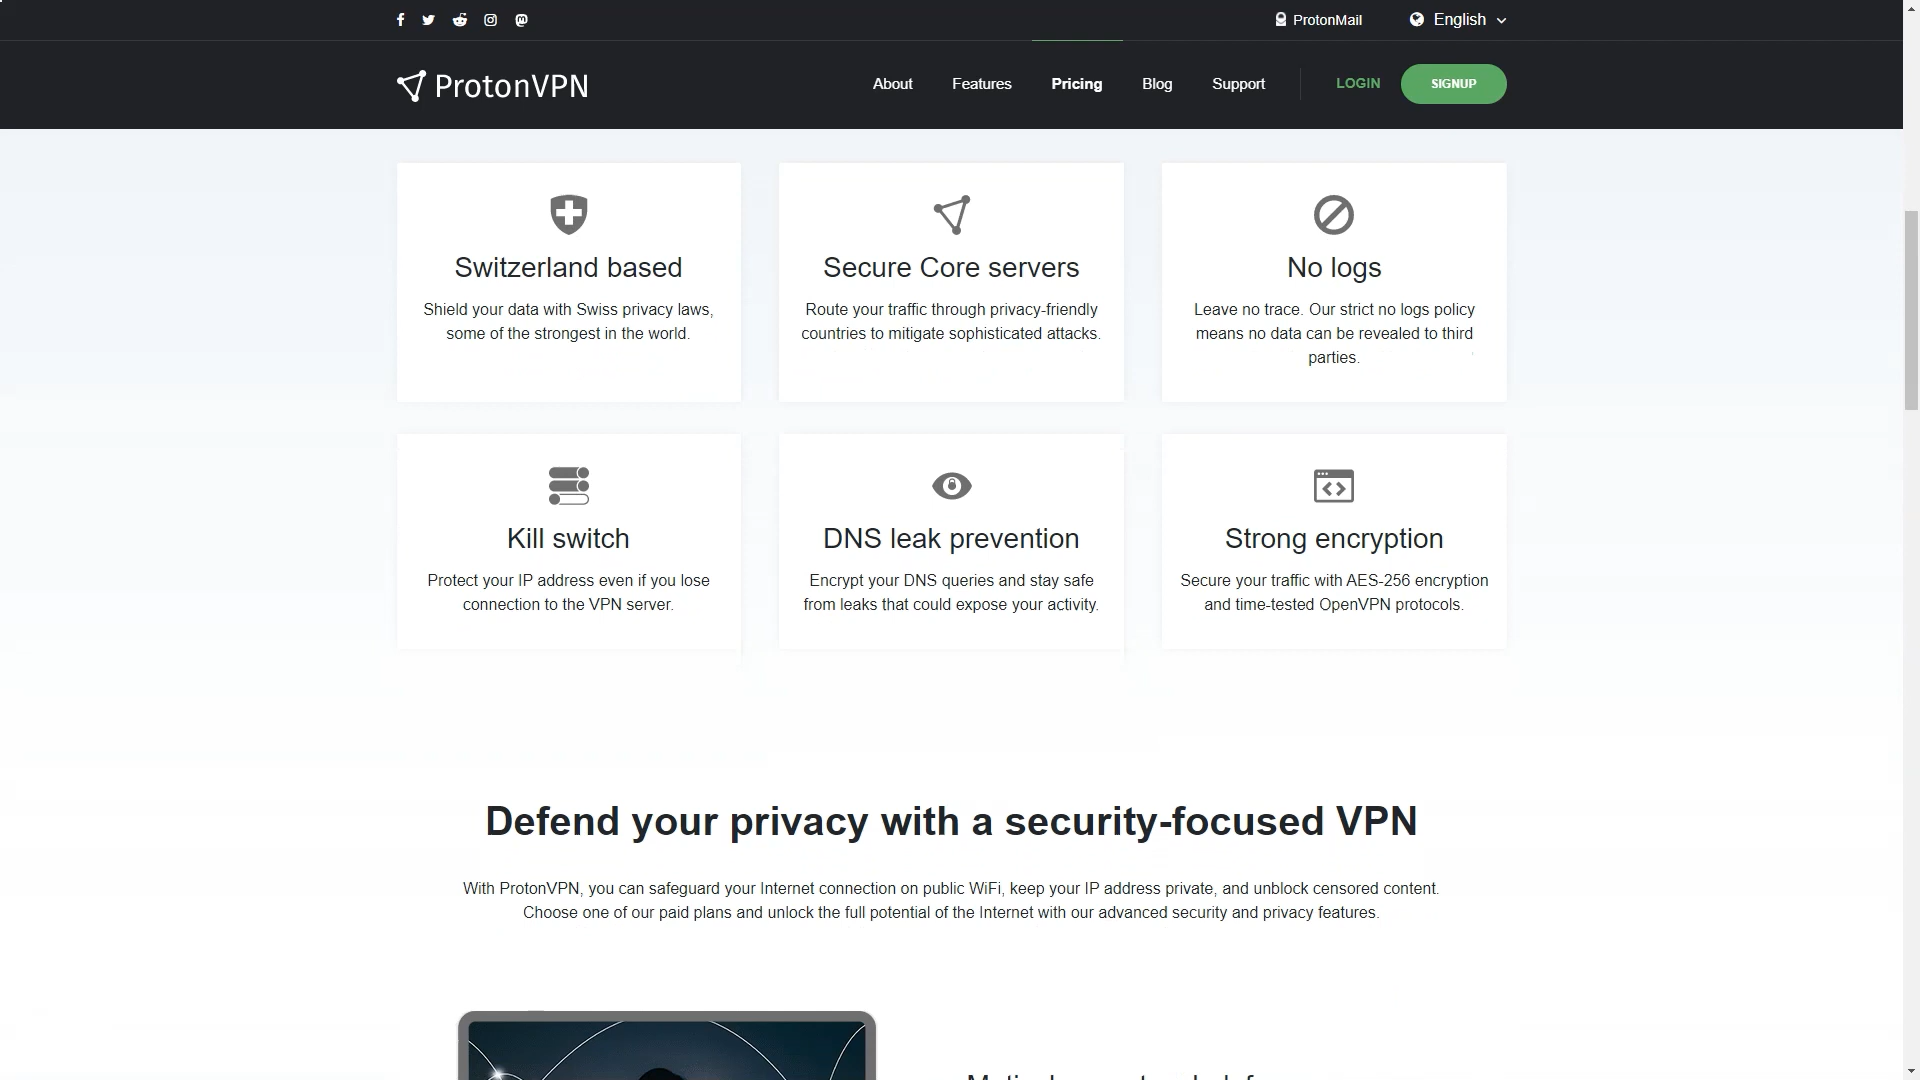 ProtonMail
English
ProtonVPN
About
Features
Pricing
Blog
Support
LOGIN
SIGNUP
Switzerland based
Shield your data with Swiss privacy laws,
some of the strongest in the world.
Secure Core servers
Route your traffic through privacy-friendly
countries to mitigate sophisticated attacks.
No logs
Leave no trace. Our strict no logs policy
means no data can be revealed to third
parties.
Kill switch
Protect your IP address even if you lose
connection to the VPN server.
DNS leak prevention
Encrypt your DNS queries and stay safe
from leaks that could expose your activity.
Strong encryption
Secure your traffic with AES-256 encryption
and time-tested OpenVPN protocols.
Defend your privacy with a security-focused VPN
With ProtonVPN, you can safeguard your Internet connection on public WiFi, keep your IP address private, and unblock censored content.
Choose one of our paid plans and unlock the full potential of the Internet with our advanced security and privacy features.